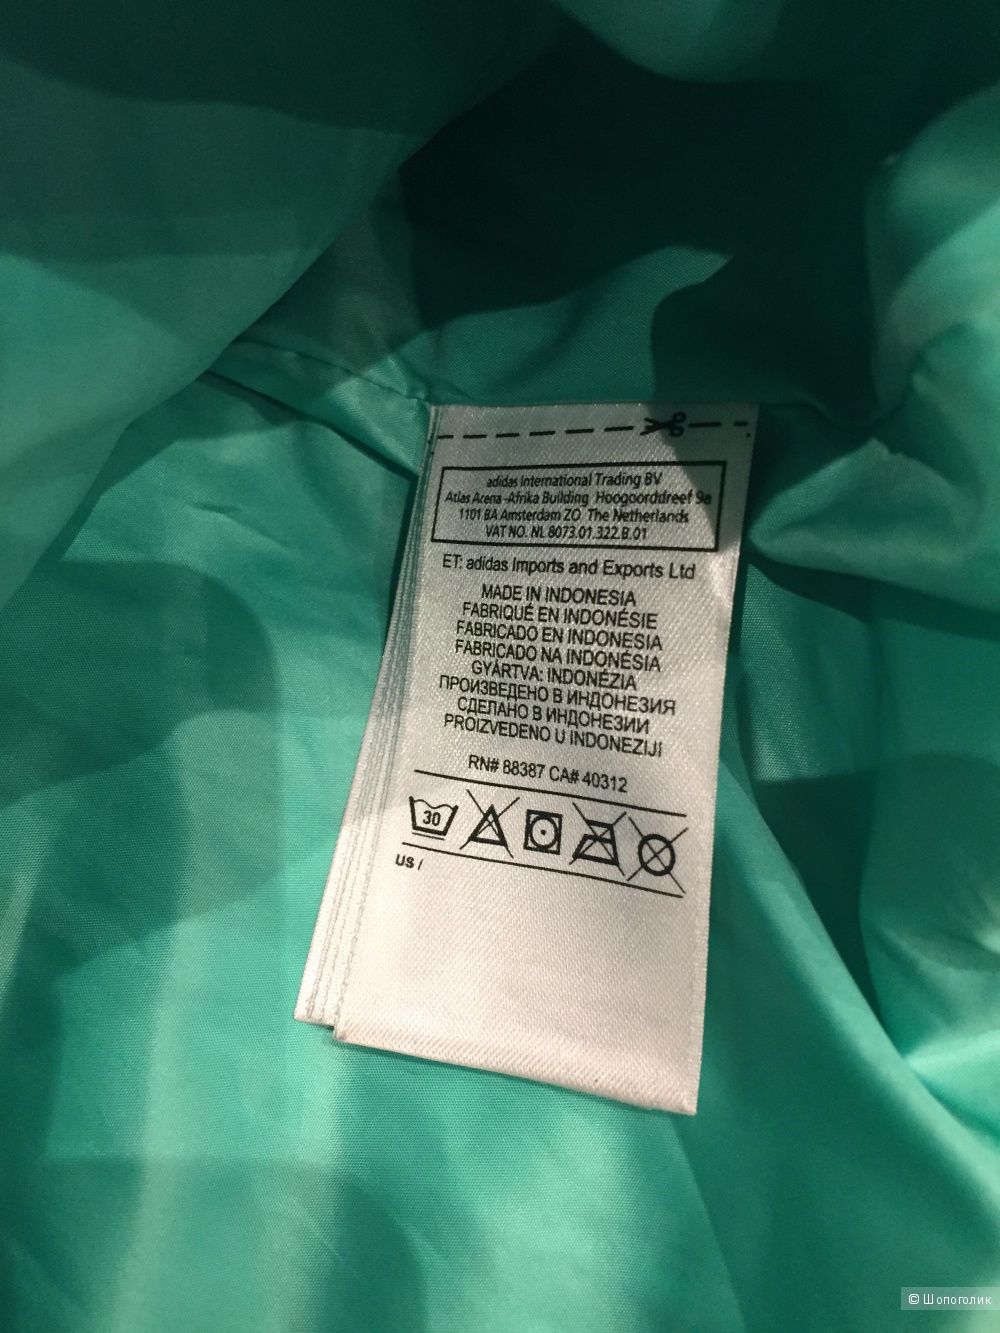 adidas International Trading BV
Atlas Arena-Afrika Building Hoogoorddreef 9a
1101 BA Amsterdam ZO The Netherlands
VAT NO. NL 8073.01.322.B.01
ET: adidas Imports and Exports Ltd
MADE IN INDONESIA
FABRIQUÉ EN INDONÉSIE
FABRICADO EN INDONESIA
FABRICADO NA INDONÉSIA
GYÁRTVA: INDONÉZIA
ПРОИЗВЕДЕНО В ИНДОНЕЗИЯ
СДЕЛАНО В ИНДОНЕЗИИ
PROIZVEDENO U INDONEZIJI
RN# 88387 CA# 40312
30
US /
© Шопоголик